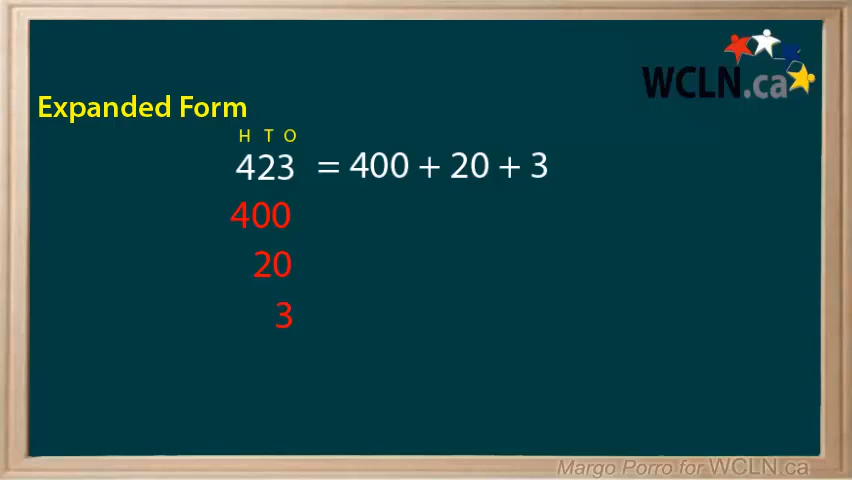 WCLN.ca
Expanded Form
H T O
423 = 400 + 20 + 3
400
20
3
Margo Porro for WCLN.ca